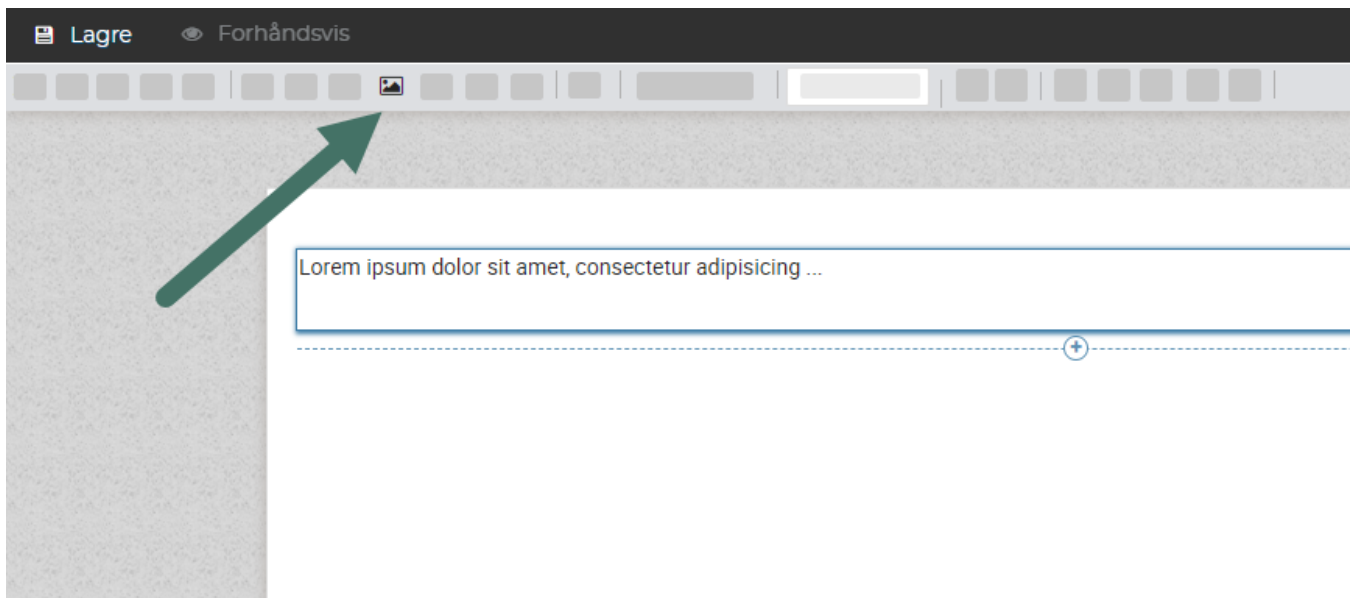 Lagre Forhåndsvis
Lorem ipsum dolor sit amet, consectetur adipisicing ...